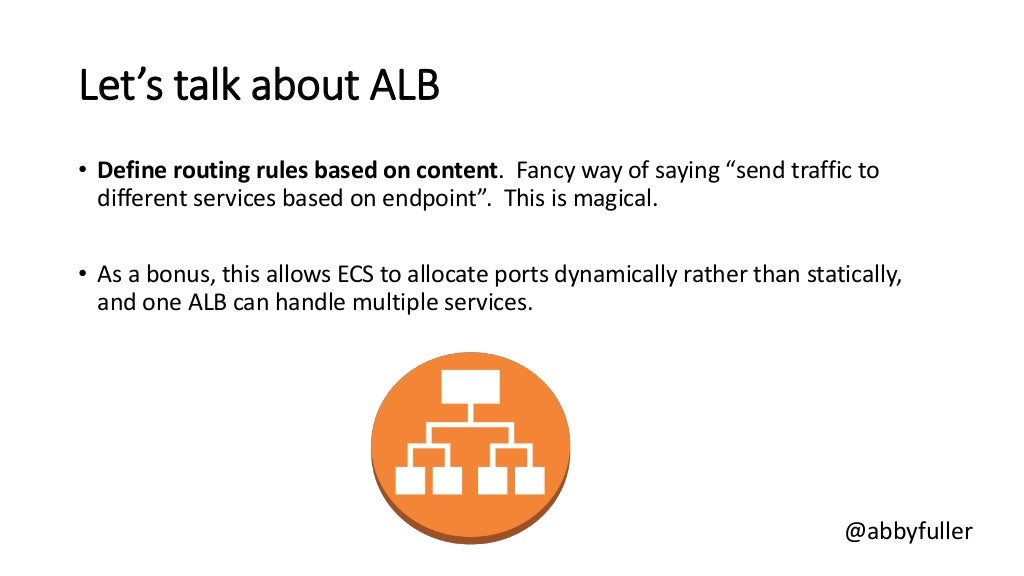 Let’s talk about ALB
• Define routing rules based on content.  Fancy way of saying “send traffic to
different services based on endpoint”.  This is magical.
• As a bonus, this allows ECS to allocate ports dynamically rather than statically,
and one ALB can handle multiple services.
@abbyfuller